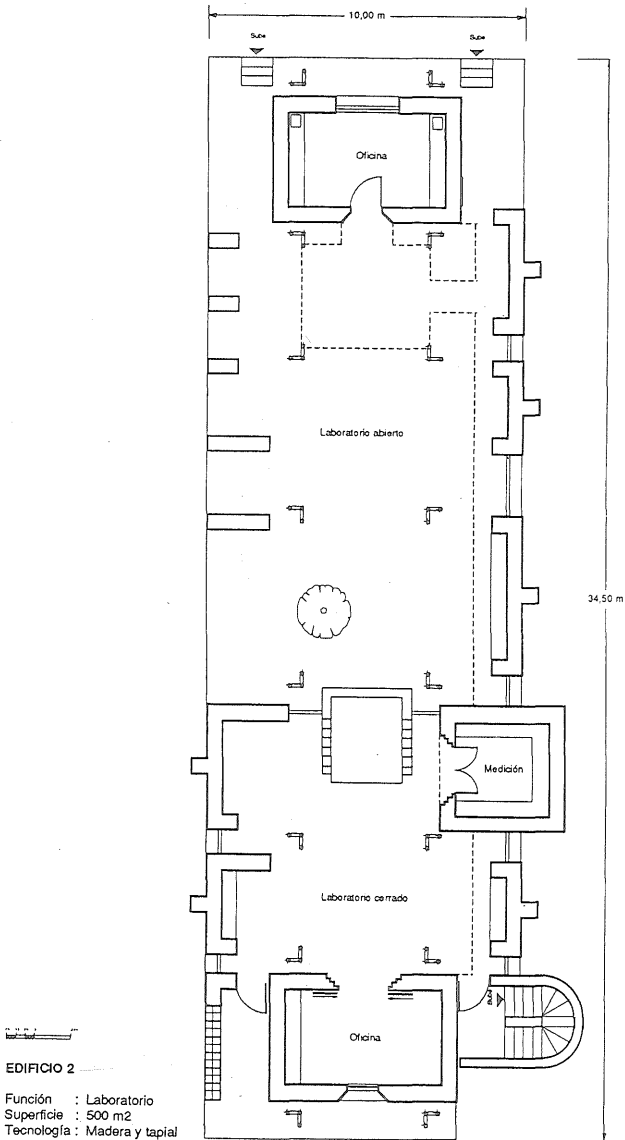 10,00 m
Sube
Sube
Oficina
Laboratorio abierto
34,50 m
Medición
Laboratorio cerrado
Sube
Oficina
EDIFICIO 2
Función : Laboratorio
Superficie : 500 m2
Tecnología : Madera y tapial